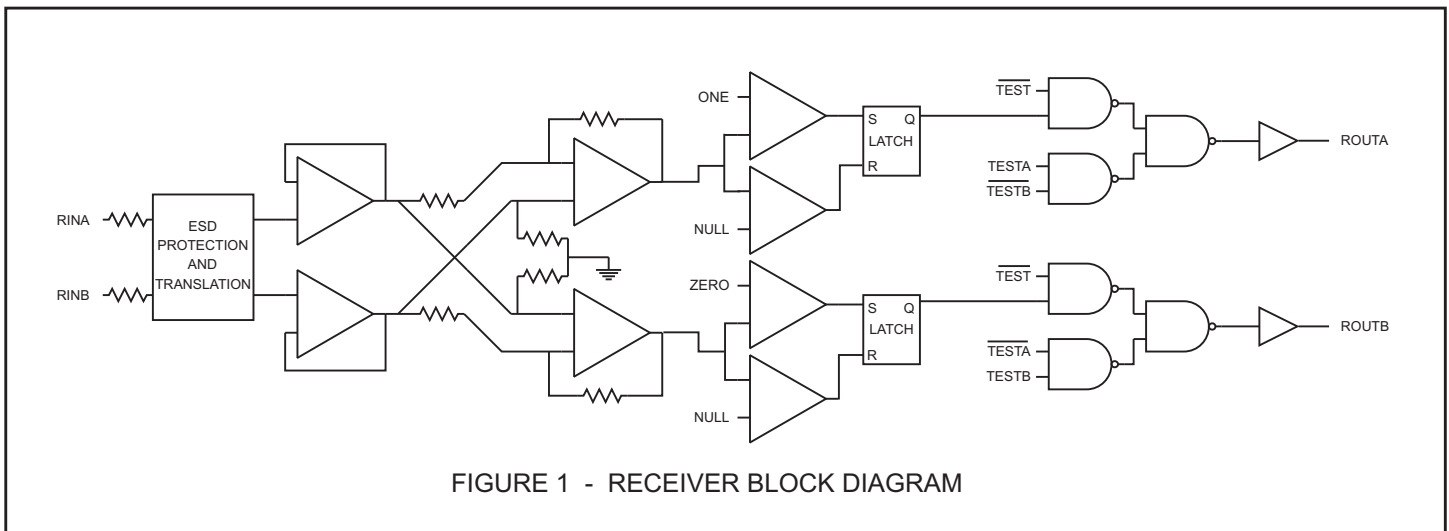 RINA
RINB
ESD
PROTECTION
AND
TRANSLATION
ONE
NULL
S Q
LATCH
R
TEST
TESTA
TESTB
ROUTA
ZERO
NULL
S Q
LATCH
R
TEST
TESTA
TESTB
ROUTB
FIGURE 1 - RECEIVER BLOCK DIAGRAM